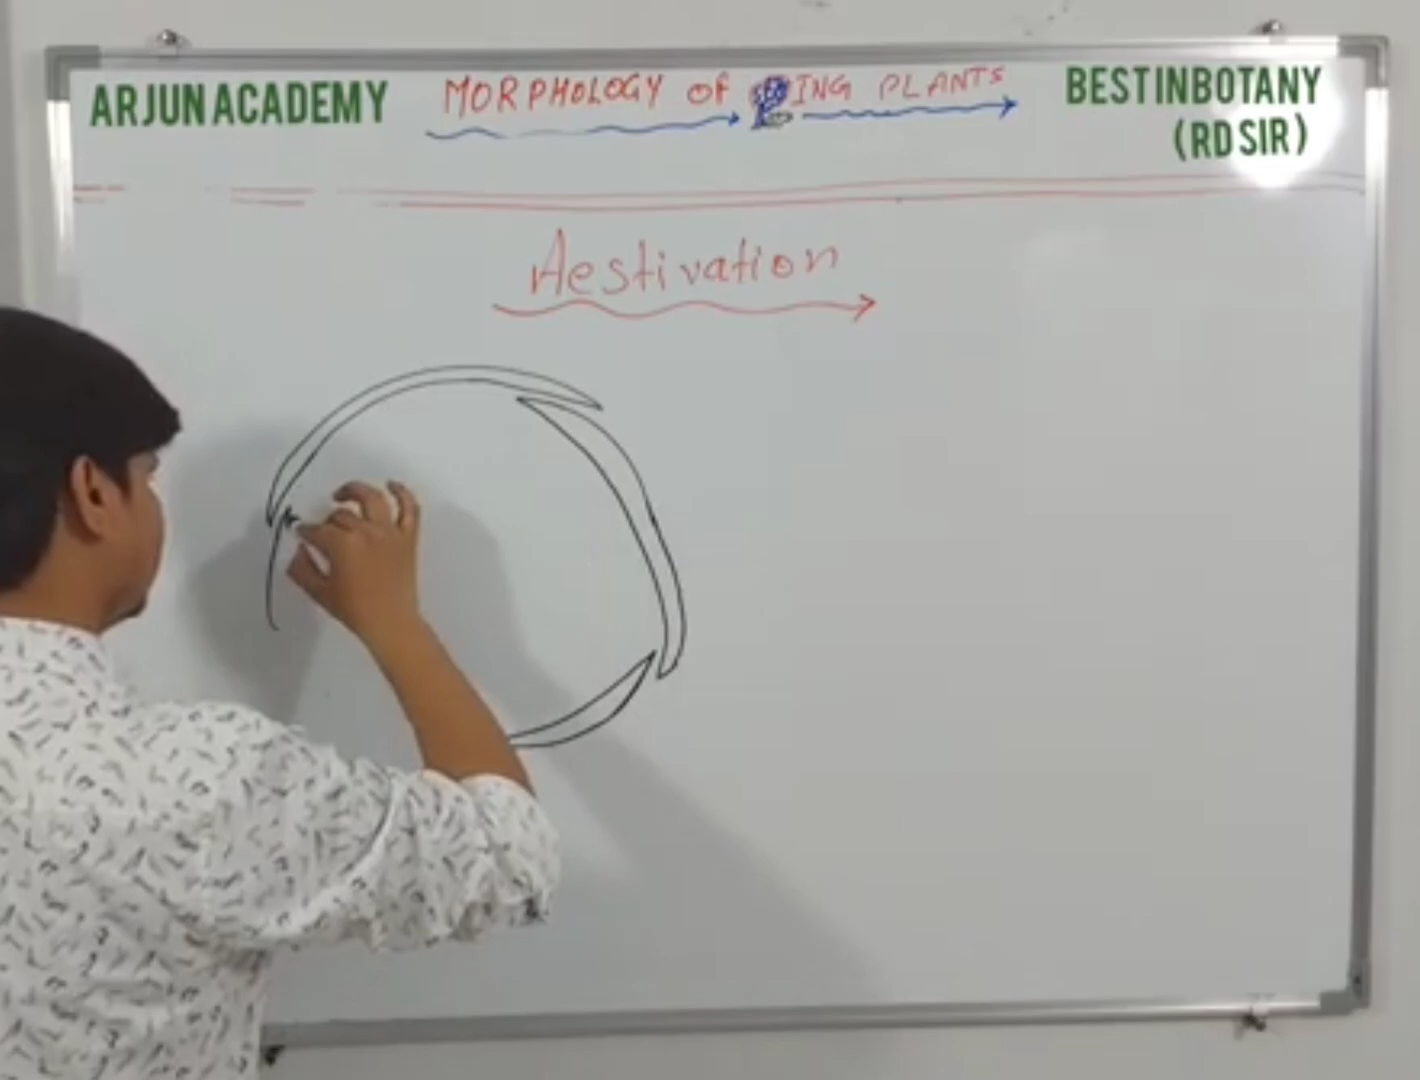 ARJUN ACADEMY
MORPHOLOGY OF ING PLANTS
BEST IN BOTANY
(RD SIR)
Aestivation